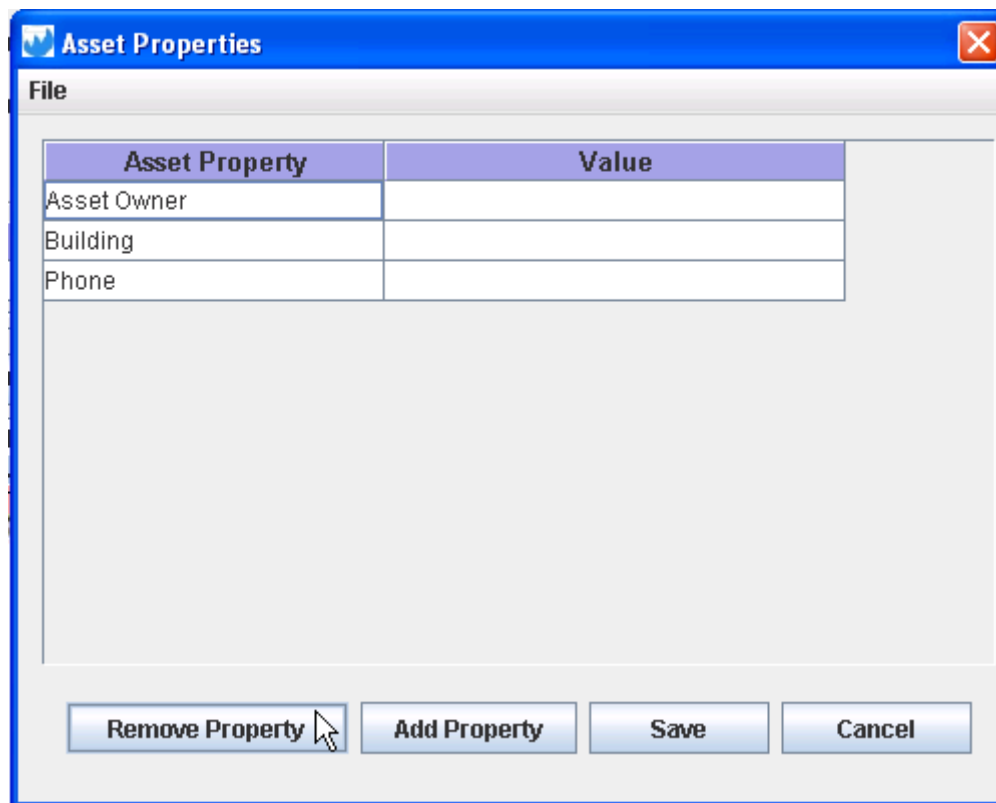 Asset Properties
File
Asset Property Value
Asset Owner
Building
Phone
Remove Property Add Property Save Cancel